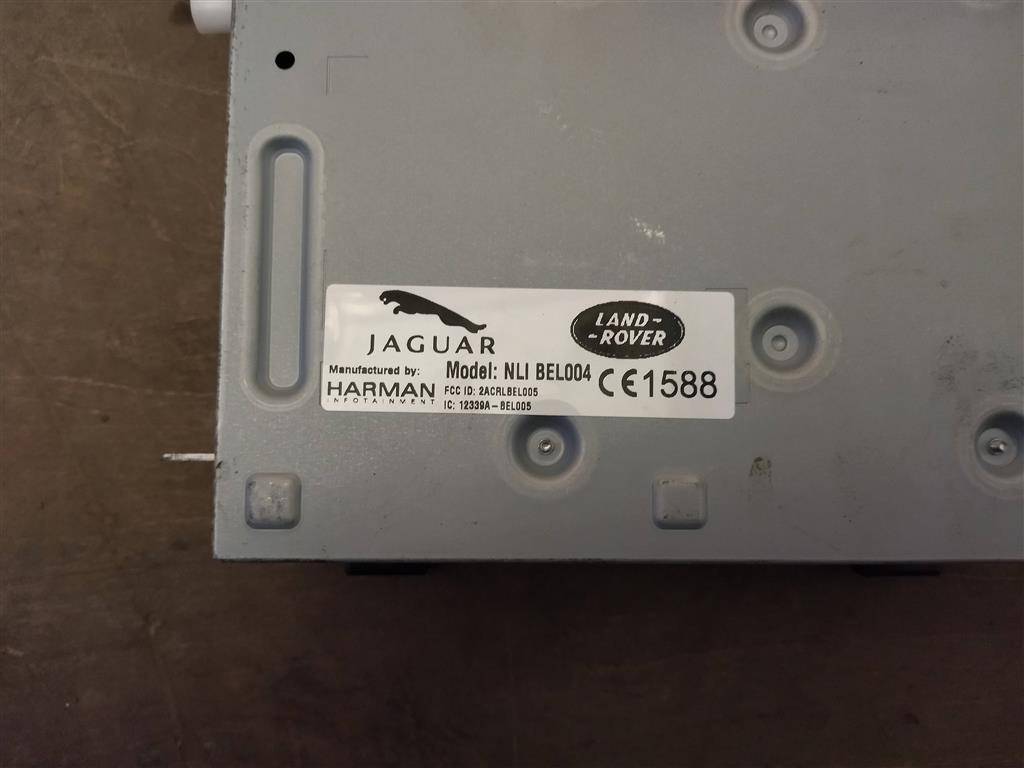 JAGUAR
LAND-
-ROVER
Manufactured by:
HARMAN
INFOTAINMENT
Model: NLI BEL004
FCC ID: 2ACRLBEL005
IC: 12339A-BEL005
CE1588